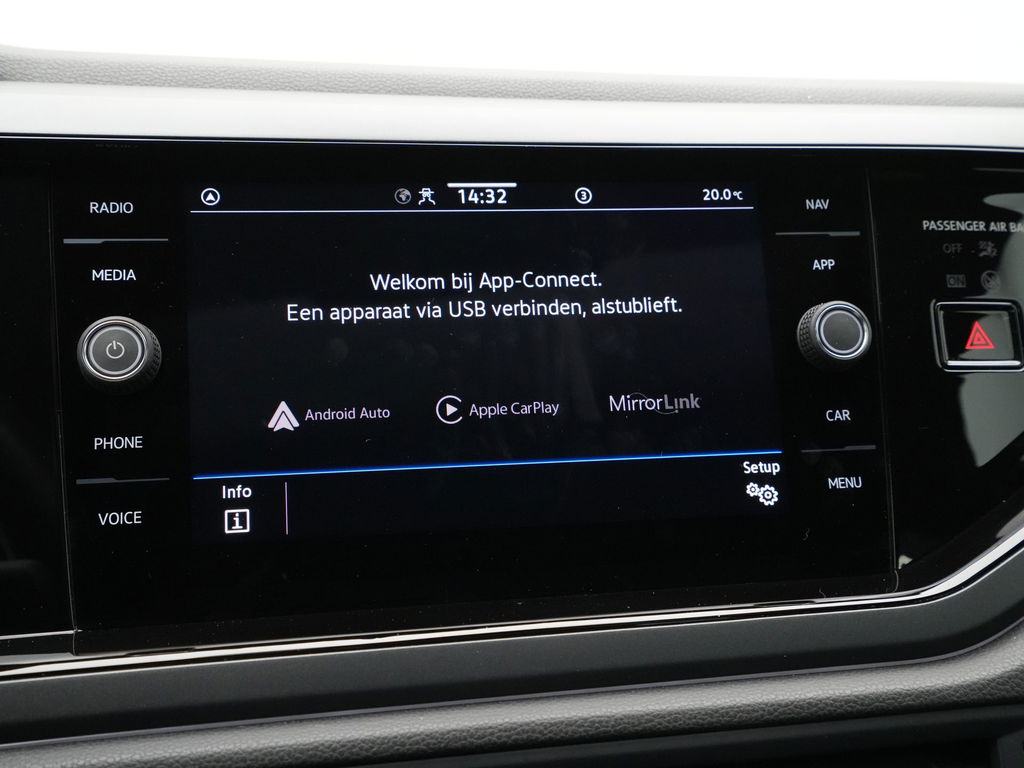 RADIO
MEDIA
PHONE
VOICE
14:32
3
20.0°C
Welkom bij App-Connect.
Een apparaat via USB verbinden, alstublieft.
Android Auto
Apple CarPlay
MirrorLink
Info
i
Setup
NAV
APP
CAR
MENU
PASSENGER AIR BA
OFF
ON